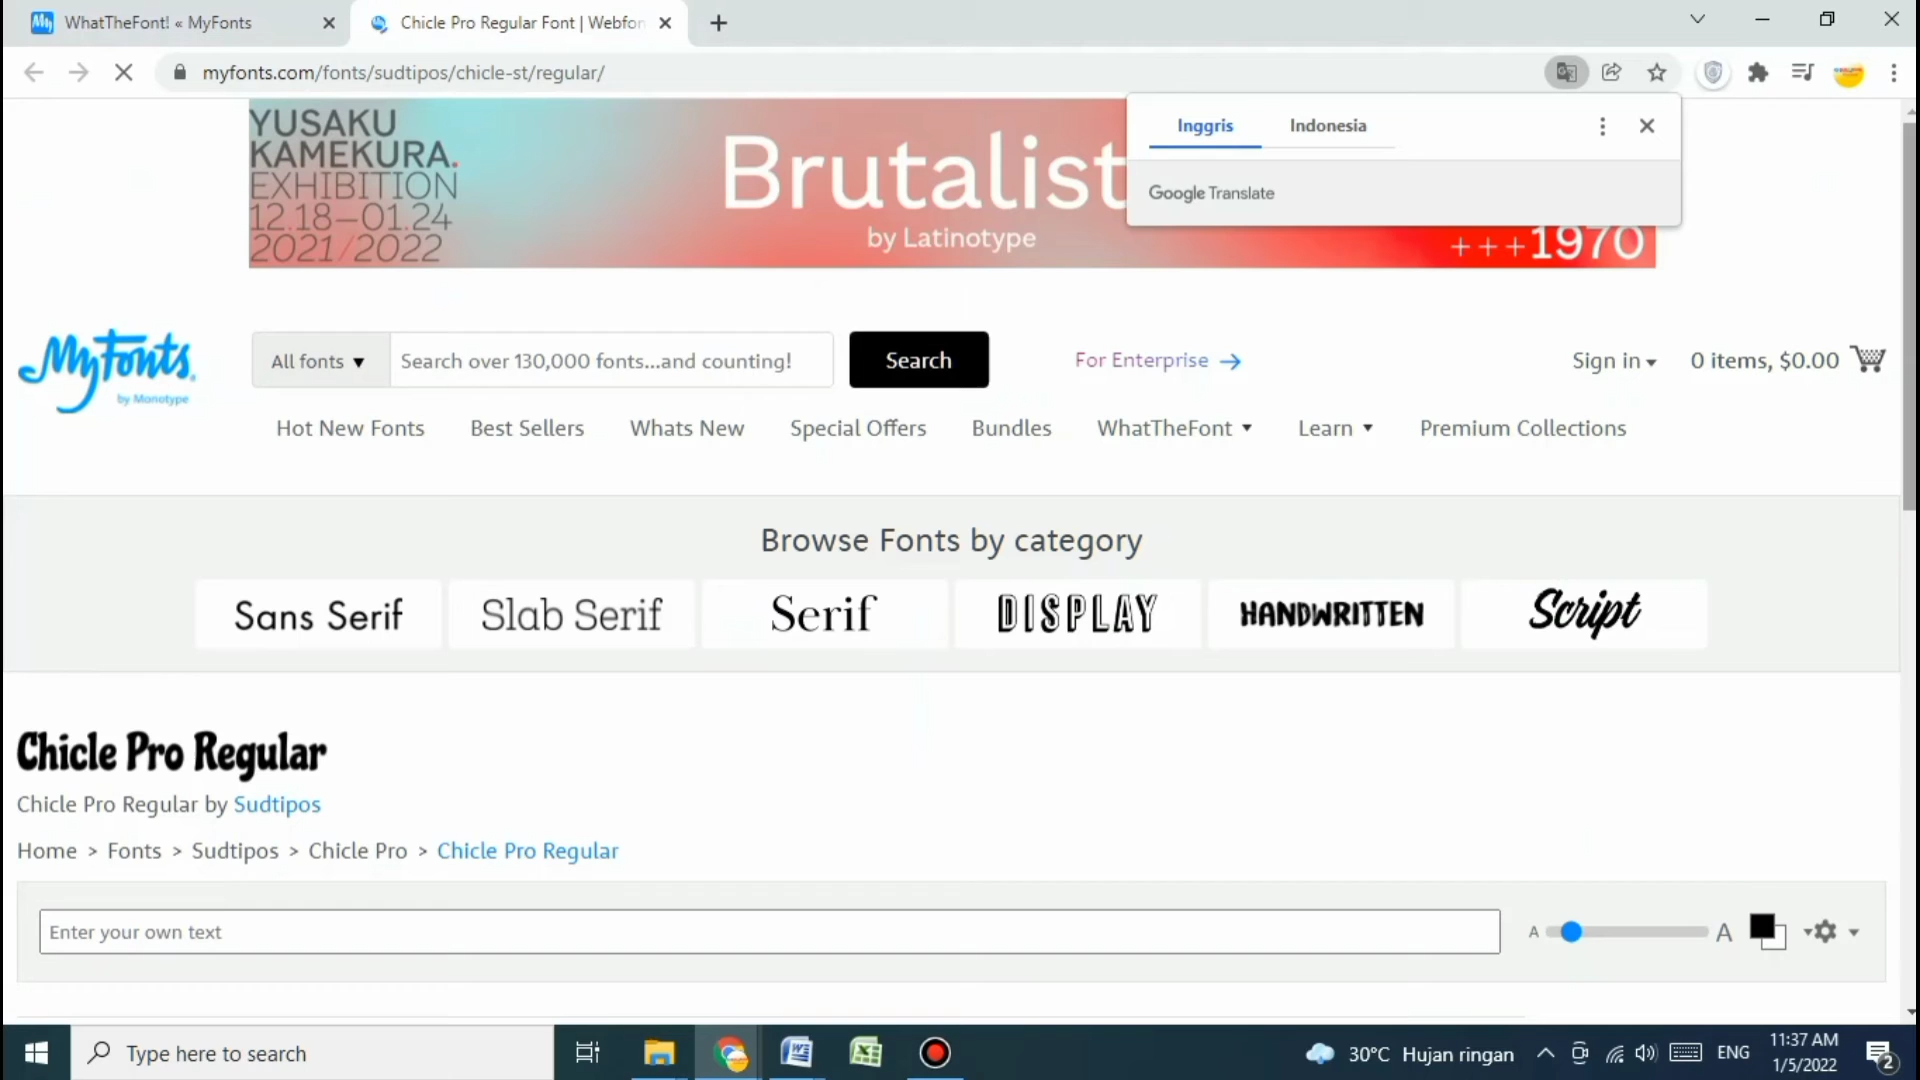 WhatTheFont! « MyFonts
Chicle Pro Regular Font | Webfon
myfonts.com/fonts/sudtipos/chicle-st/regular/
YUSAKU
KAMEKURA.
EXHIBITION
12.18—01.24
2021/2022
Brutalist
by Latinotype
+++1970
Inggris
Indonesia
Google Translate
MyFonts
by Monotype
All fonts ▼
Search over 130,000 fonts...and counting!
Search
For Enterprise →
Sign in ▾
0 items, $0.00
Hot New Fonts
Best Sellers
Whats New
Special Offers
Bundles
WhatTheFont ▼
Learn ▼
Premium Collections
Browse Fonts by category
Sans Serif
Slab Serif
Serif
DISPLAY
HANDWRITTEN
Script
Chicle Pro Regular
Chicle Pro Regular by Sudtipos
Home > Fonts > Sudtipos > Chicle Pro > Chicle Pro Regular
Enter your own text
A
A
Type here to search
30°C Hujan ringan
ENG
11:37 AM
1/5/2022
2